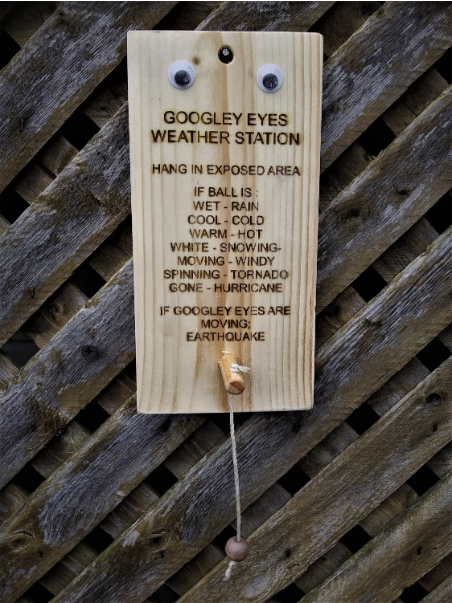 GOOGLEY EYES
WEATHER STATION
HANG IN EXPOSED AREA
IF BALL IS :
WET - RAIN
COOL - COLD
WARM - HOT
WHITE - SNOWING-
MOVING - WINDY
SPINNING - TORNADO
GONE - HURRICANE
IF GOOGLEY EYES ARE
MOVING;
EARTHQUAKE